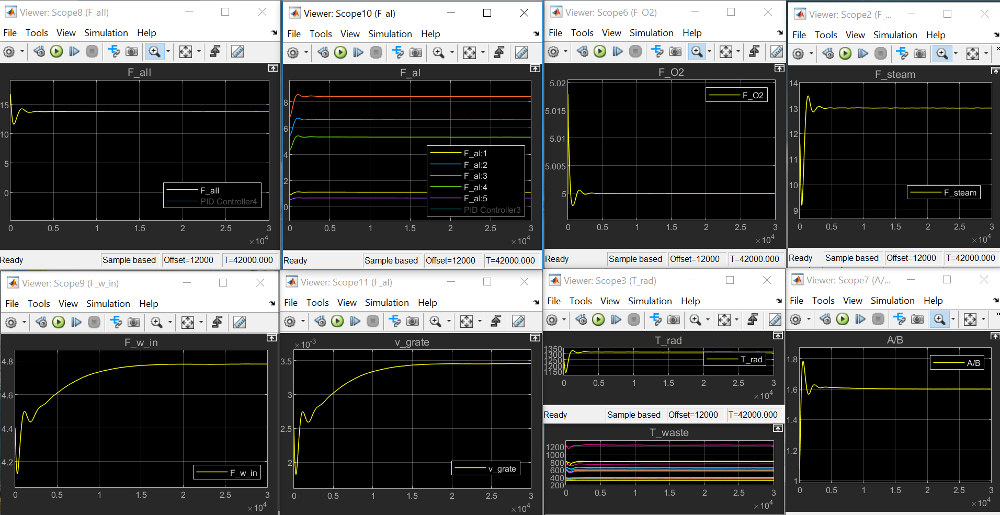 Viewer: Scope8 (F_all)
File Tools View Simulation Help
F_all
15
10
5
0
F_all
PID Controller4
0 0.5 1 1.5 2 2.5 3
×10^4
Ready Sample based Offset=12000 T=42000.000
Viewer: Scope10 (F_al)
File Tools View Simulation Help
F_al
8
6
4
2
0
F_al:1
F_al:2
F_al:3
F_al:4
F_al:5
PID Controller3
0 0.5 1 1.5 2 2.5 3
×10^4
Ready Sample based Offset=12000 T=42000.000
Viewer: Scope6 (F_O2)
File Tools View Simulation Help
F_O2
5.02
5.015
5.01
5.005
5
F_O2
0 0.5 1 1.5 2 2.5 3
×10^4
Ready Sample based Offset=12000 T=42000.000
Viewer: Scope2 (F_...
File Tools View Simulation Help
»
F_steam
14
13
12
11
10
9
F_steam
0 0.5 1 1.5 2 2.5 3
×10^4
Ready Sample based Offset=12000 T=42000.000
Viewer: Scope9 (F_w_in)
File Tools View Simulation Help
F_w_in
4.8
4.6
4.4
4.2
F_w_in
0 0.5 1 1.5 2 2.5 3
×10^4
Viewer: Scope11 (F_al)
File Tools View Simulation Help
×10^-3
v_grate
3.5
3
2.5
2
v_grate
0 0.5 1 1.5 2 2.5 3
×10^4
Viewer: Scope3 (T_rad)
File Tools View Simulation Help
T_rad
1350
1300
1250
1200
1150
T_rad
0 0.5 1 1.5 2 2.5 3
×10^4
Ready Sample based Offset=12000 T=42000.000
T_waste
1200
1000
800
600
400
200
0 0.5 1 1.5 2 2.5 3
×10^4
Viewer: Scope7 (A/...
File Tools View Simulation Help
»
A/B
1.8
1.6
1.4
1.2
1
A/B
0 0.5 1 1.5 2 2.5 3
×10^4